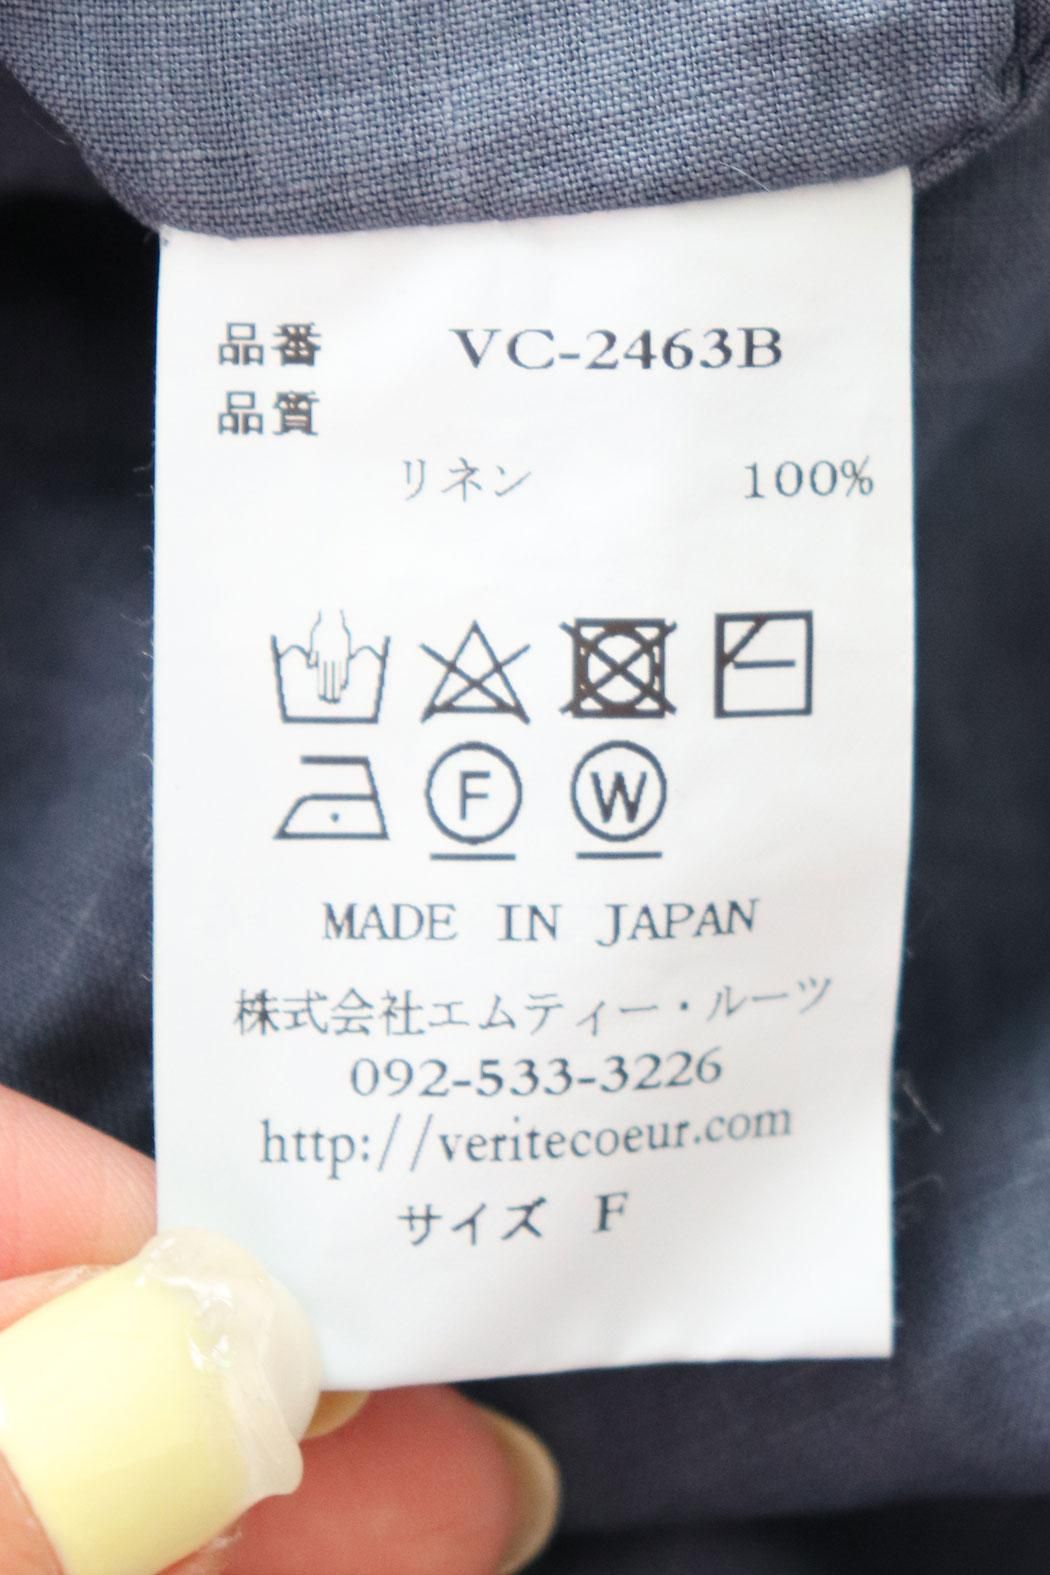 品番 VC-2463B
品質
リネン 100%
F W
MADE IN JAPAN
株式会社エムティー・ルーツ
092-533-3226
http://veritecoeur.com
サイズ F